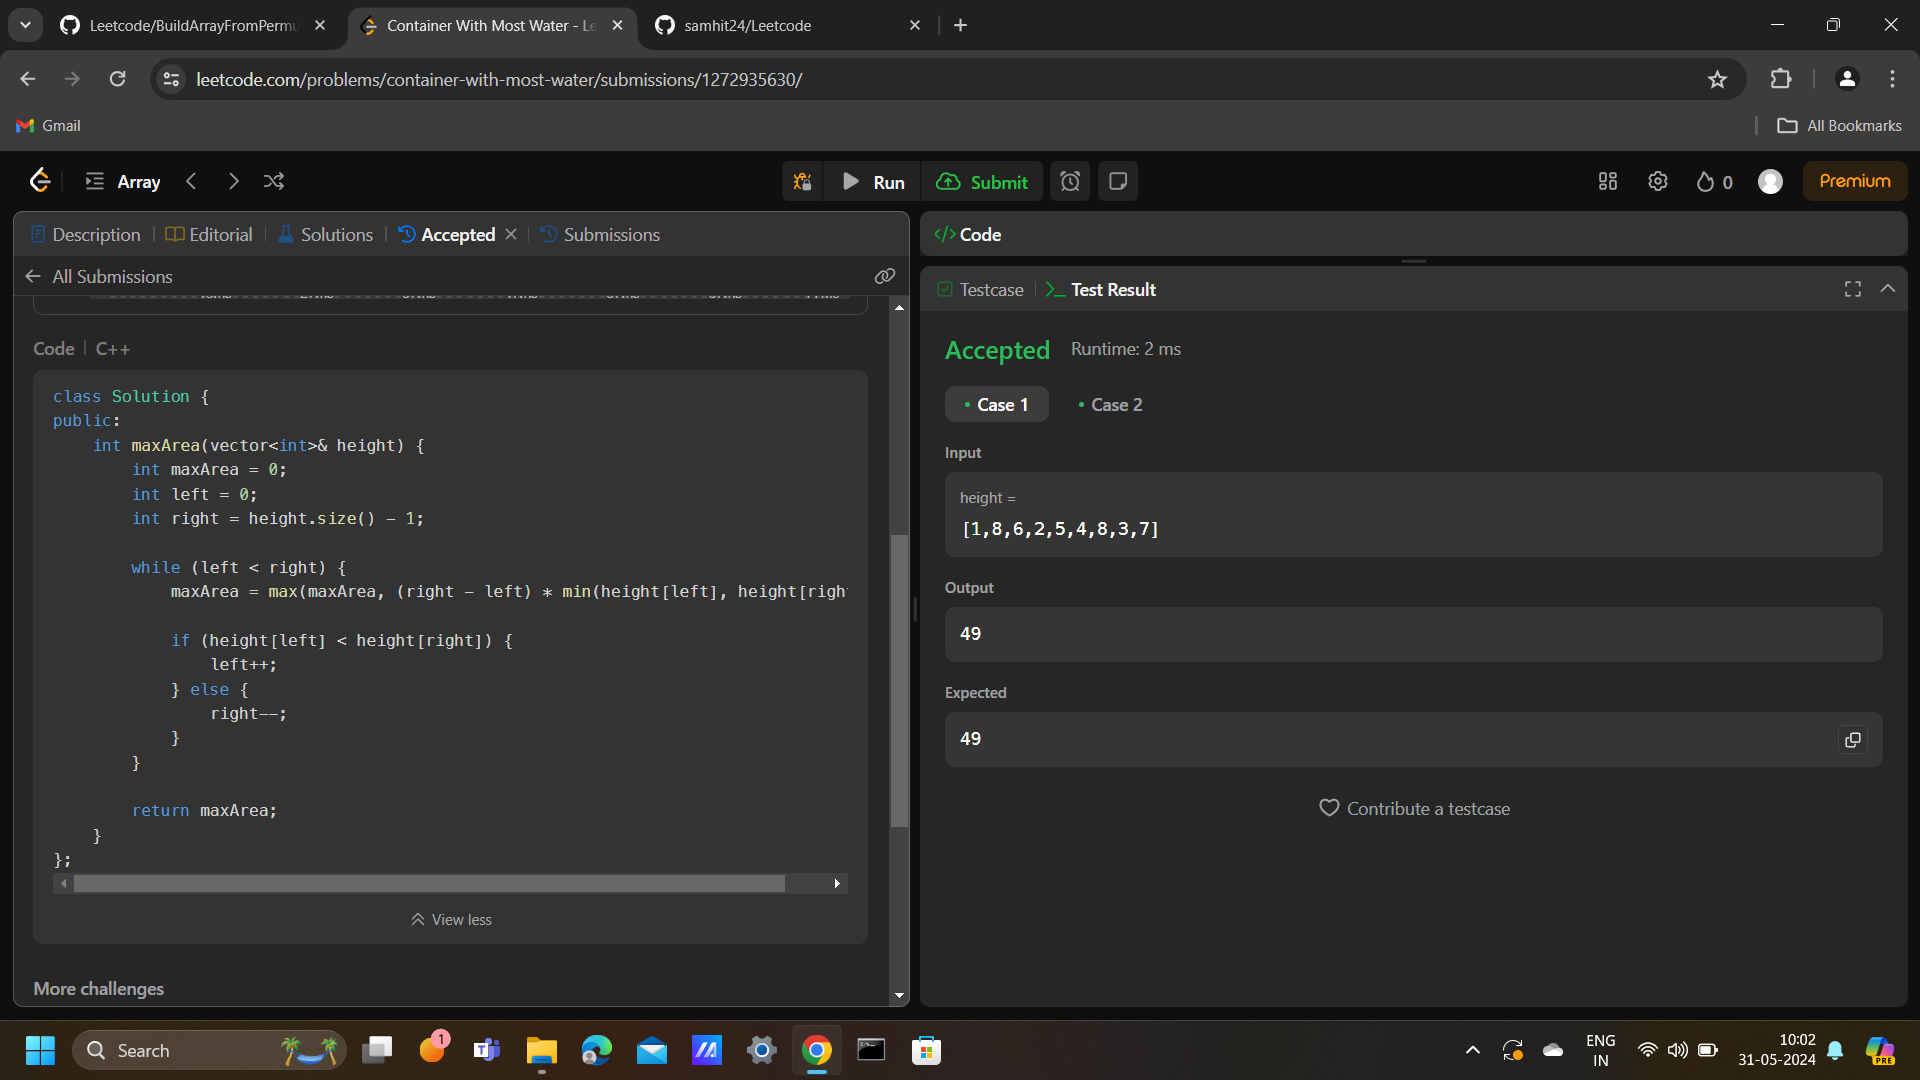 Leetcode/BuildArrayFromPermu
Container With Most Water - Le
samhit24/Leetcode
leetcode.com/problems/container-with-most-water/submissions/1272935630/
Gmail
All Bookmarks
Array
Run
Submit
0
Premium
Description
Editorial
Solutions
Accepted
Submissions
All Submissions
Code
C++
class Solution {
public:
    int maxArea(vector<int>& height) {
        int maxArea = 0;
        int left = 0;
        int right = height.size() - 1;
        while (left < right) {
            maxArea = max(maxArea, (right - left) * min(height[left], height[righ
            if (height[left] < height[right]) {
                left++;
            } else {
                right--;
            }
        }
        return maxArea;
    }
};
View less
More challenges
Code
Testcase
Test Result
Accepted
Runtime: 2 ms
Case 1
Case 2
Input
height =
[1,8,6,2,5,4,8,3,7]
Output
49
Expected
49
Contribute a testcase
Search
1
ENG
IN
10:02
31-05-2024
PRE